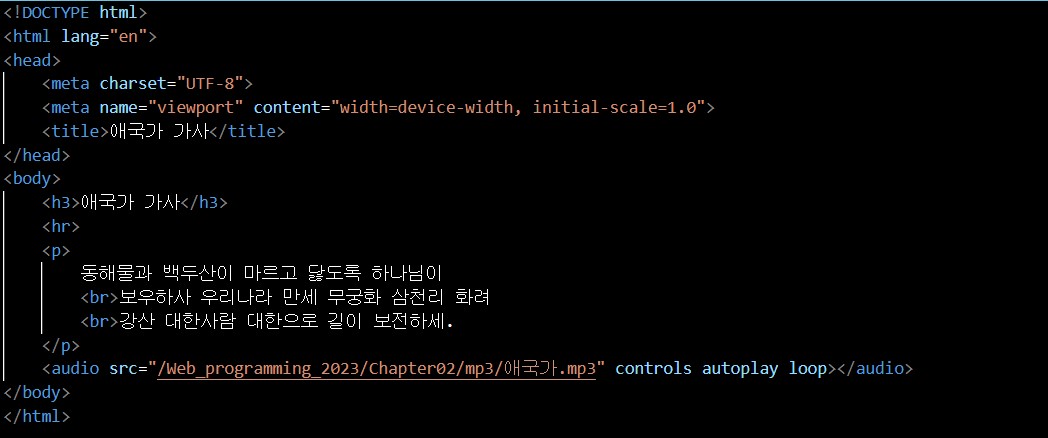 <!DOCTYPE html>
<html lang="en">
<head>
    <meta charset="UTF-8">
    <meta name="viewport" content="width=device-width, initial-scale=1.0">
    <title>애국가 가사</title>
</head>
<body>
    <h3>애국가 가사</h3>
    <hr>
    <p>
        동해물과 백두산이 마르고 닳도록 하나님이
        <br>보우하사 우리나라 만세 무궁화 삼천리 화려
        <br>강산 대한사람 대한으로 길이 보전하세.
    </p>
    <audio src="/Web_programming_2023/Chapter02/mp3/애국가.mp3" controls autoplay loop></audio>
</body>
</html>